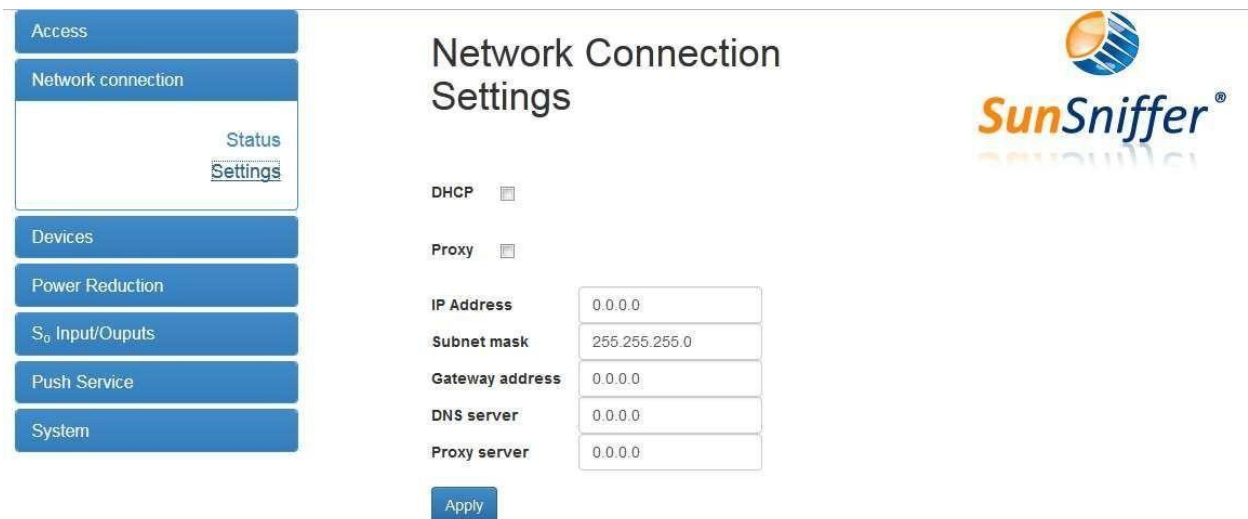 Access
Network connection
Status
Settings
Devices
Power Reduction
S₀ Input/Ouputs
Push Service
System
Network Connection
Settings
DHCP
Proxy
IP Address 0.0.0.0
Subnet mask 255.255.255.0
Gateway address 0.0.0.0
DNS server 0.0.0.0
Proxy server 0.0.0.0
Apply
SunSniffer®